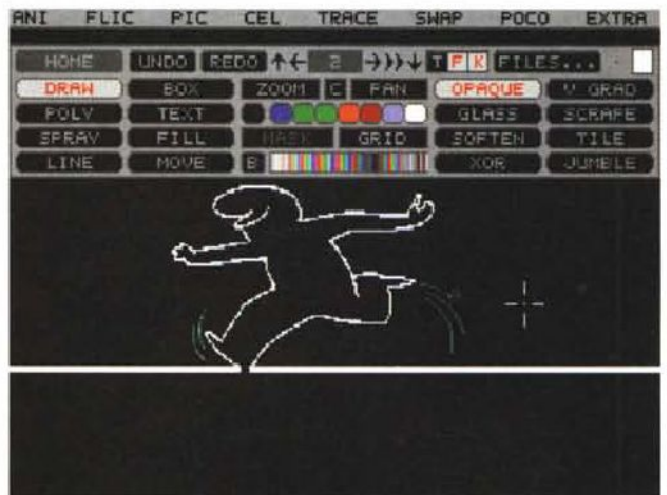 ANI FLIC PIC CEL TRACE SWAP POCO EXTRA
HOME UNDO REDO 2 T F K FILES...
DRAW BOX ZOOM C PAN OPAQUE V GRAD
POLY TEXT GLASS SCRAPE
SPRAY FILL MASK GRID SOFTEN TILE
LINE MOVE B XOR JUMBLE